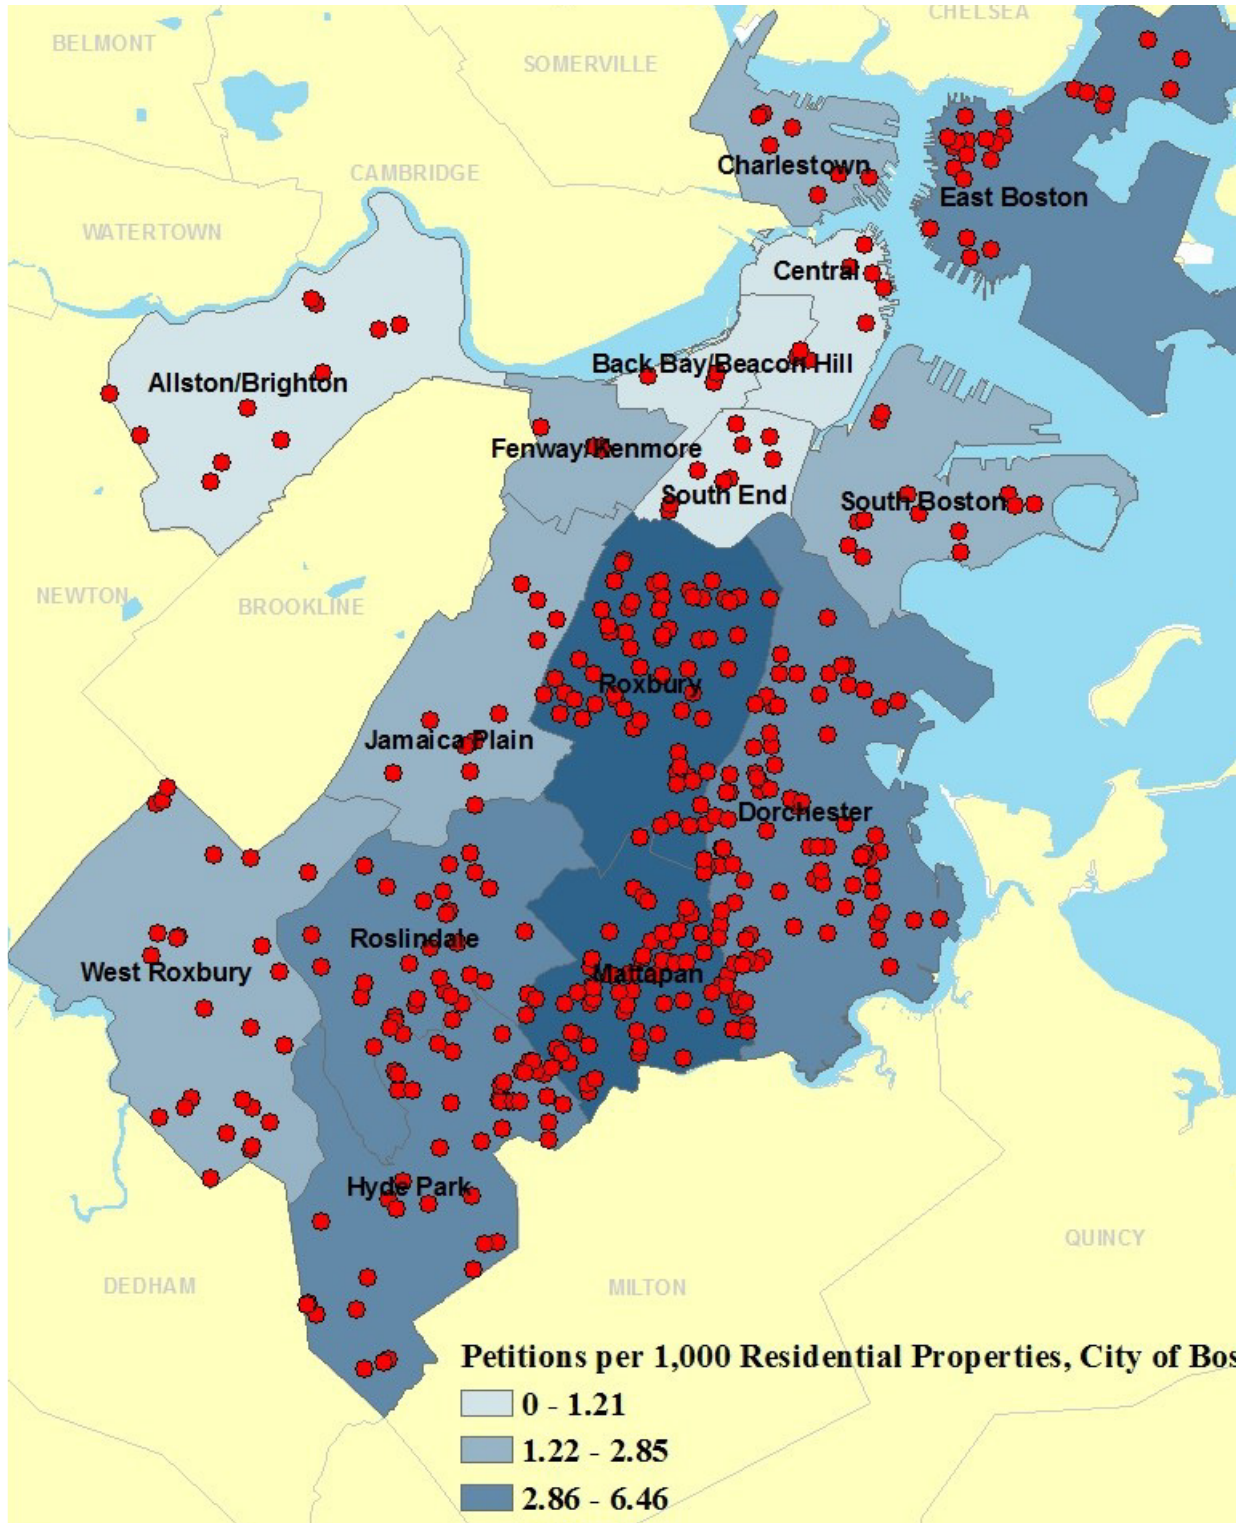 CHELSEA
BELMONT
SOMERVILLE
Charlestown
CAMBRIDGE
East Boston
WATERTOWN
Central
Back Bay/Beacon Hill
Allston/Brighton
Fenway/Kenmore
South End
South Boston
NEWTON
BROOKLINE
Roxbury
Jamaica Plain
Dorchester
Roslindale
West Roxbury
Mattapan
Hyde Park
QUINCY
DEDHAM
MILTON
Petitions per 1,000 Residential Properties, City of Bos
0 - 1.21
1.22 - 2.85
2.86 - 6.46